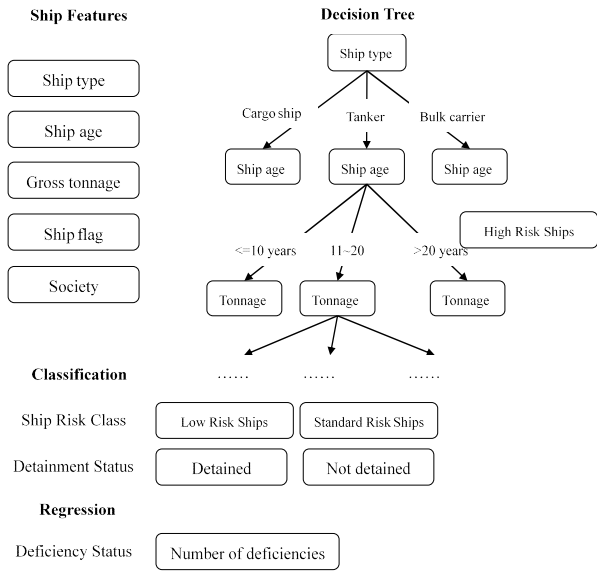 Ship Features
Decision Tree
Ship type
Ship age
Gross tonnage
Ship flag
Society
Ship type
Cargo ship
Tanker
Bulk carrier
Ship age
Ship age
Ship age
High Risk Ships
<=10 years
11~20
>20 years
Tonnage
Tonnage
Tonnage
......
......
......
Classification
Ship Risk Class
Low Risk Ships
Standard Risk Ships
Detainment Status
Detained
Not detained
Regression
Deficiency Status
Number of deficiencies